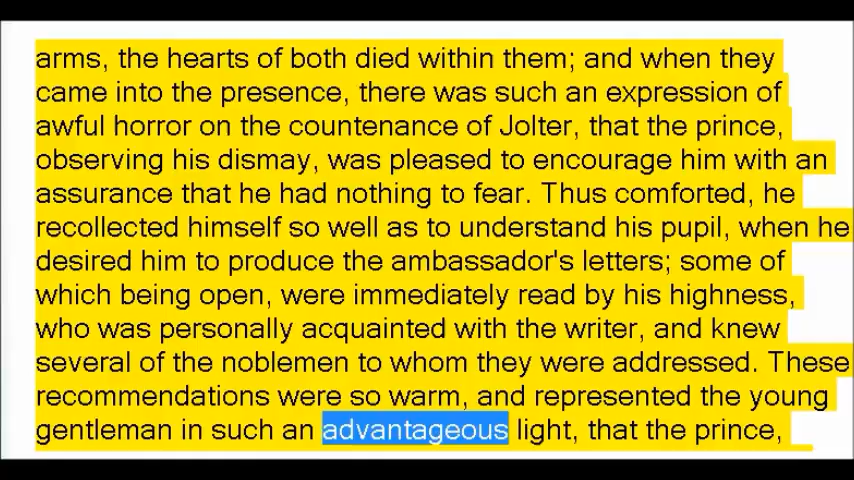 arms, the hearts of both died within them; and when they
came into the presence, there was such an expression of
awful horror on the countenance of Jolter, that the prince,
observing his dismay, was pleased to encourage him with an
assurance that he had nothing to fear. Thus comforted, he
recollected himself so well as to understand his pupil, when he
desired him to produce the ambassador's letters; some of
which being open, were immediately read by his highness,
who was personally acquainted with the writer, and knew
several of the noblemen to whom they were addressed. These
recommendations were so warm, and represented the young
gentleman in such an advantageous light, that the prince,